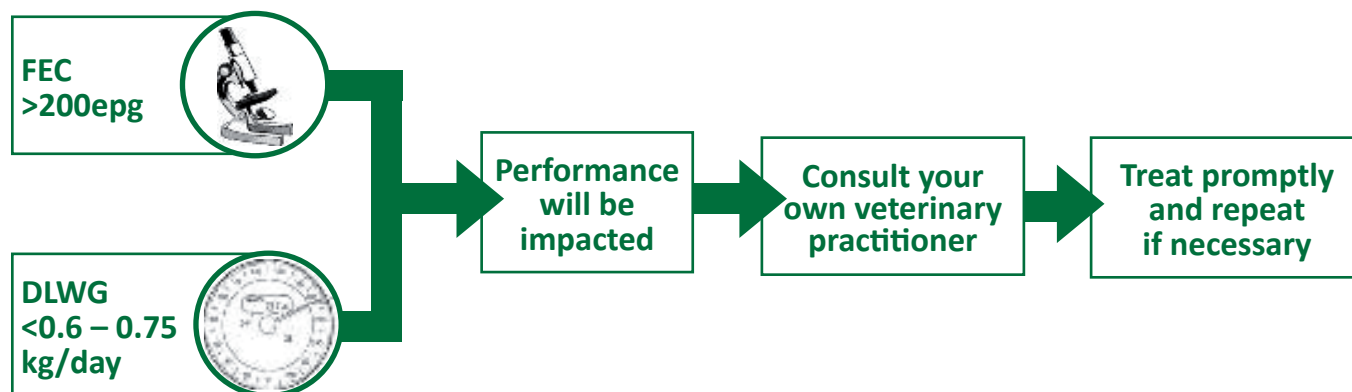 FEC
>200epg
DLWG
<0.6 – 0.75
kg/day
Performance
will be
impacted
Consult your
own veterinary
practitioner
Treat promptly
and repeat
if necessary